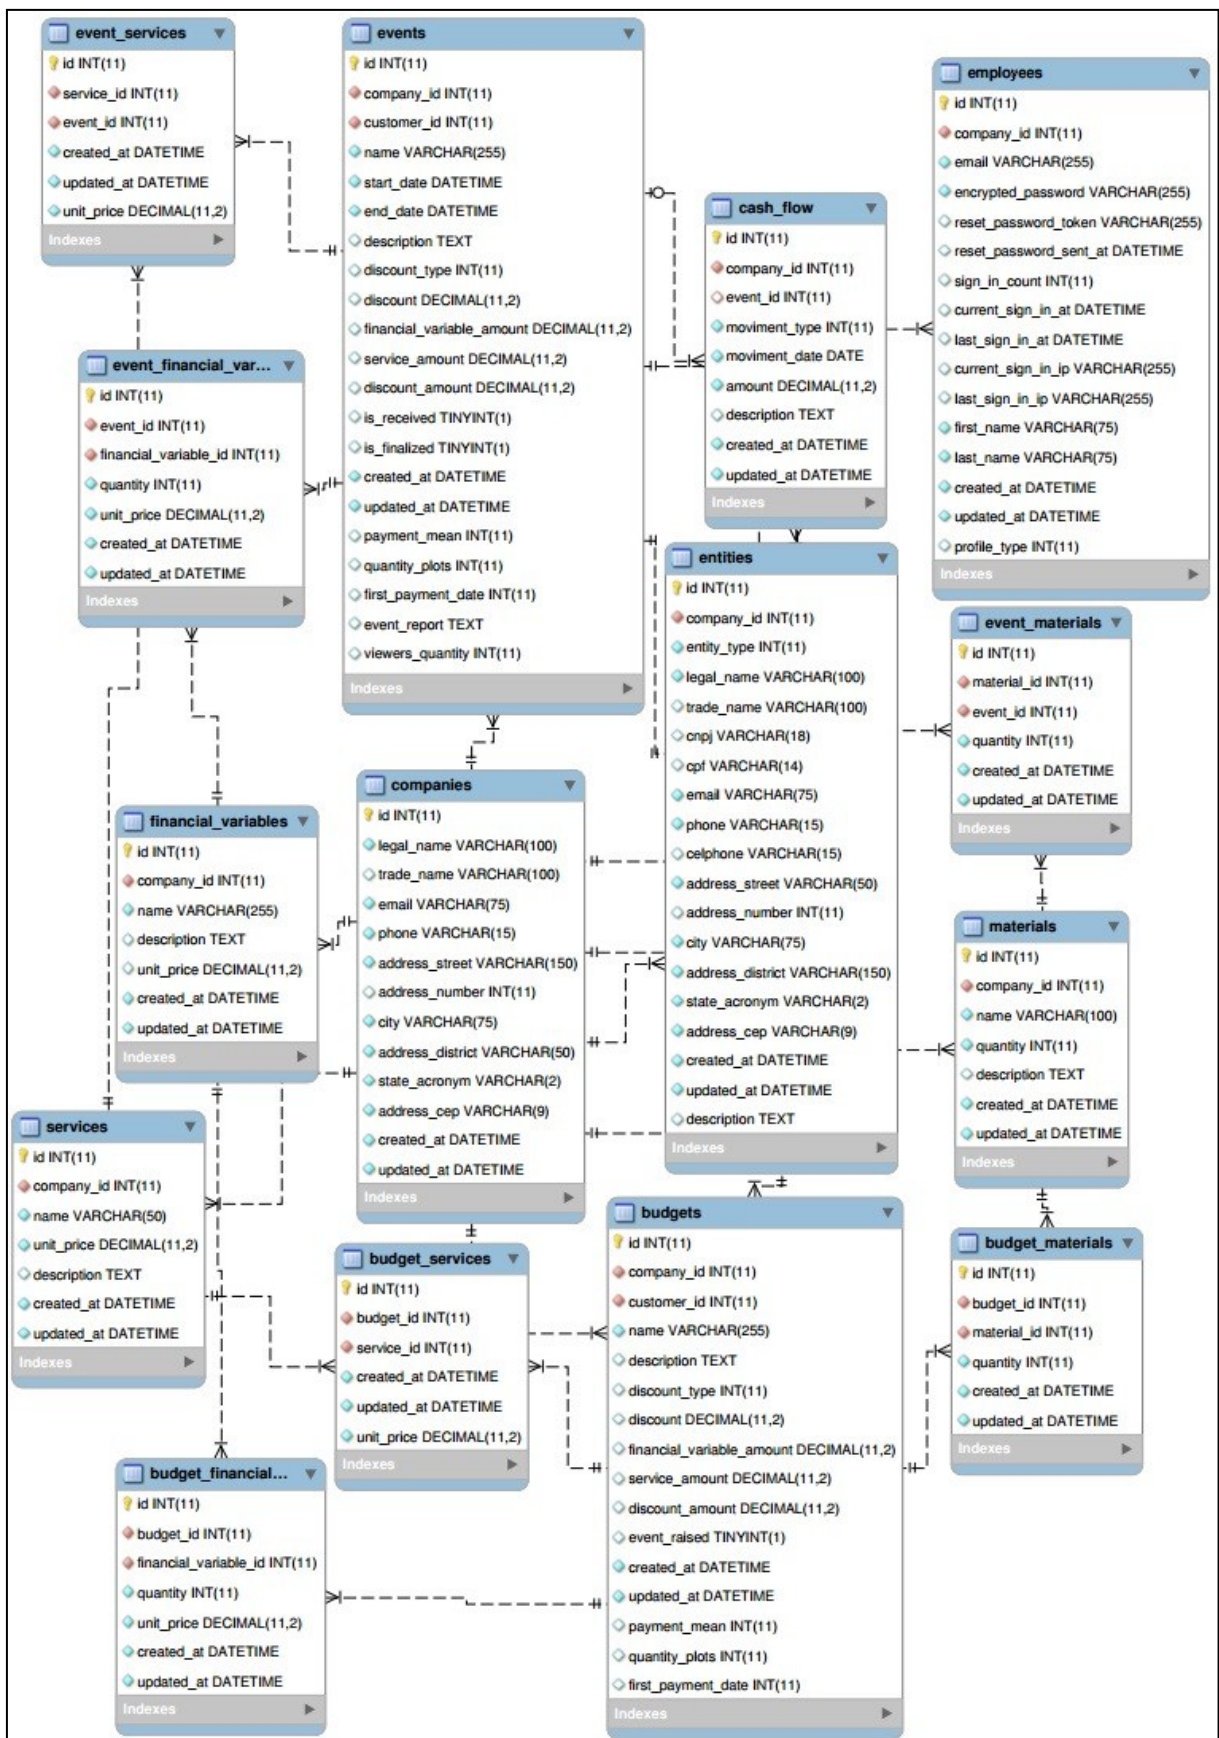 event_services
id INT(11)
service_id INT(11)
event_id INT(11)
created_at DATETIME
updated_at DATETIME
unit_price DECIMAL(11,2)
Indexes
events
id INT(11)
company_id INT(11)
customer_id INT(11)
name VARCHAR(255)
start_date DATETIME
end_date DATETIME
description TEXT
discount_type INT(11)
discount DECIMAL(11,2)
financial_variable_amount DECIMAL(11,2)
service_amount DECIMAL(11,2)
discount_amount DECIMAL(11,2)
is_received TINYINT(1)
is_finalized TINYINT(1)
created_at DATETIME
updated_at DATETIME
payment_mean INT(11)
quantity_plots INT(11)
first_payment_date INT(11)
event_report TEXT
viewers_quantity INT(11)
Indexes
employees
id INT(11)
company_id INT(11)
email VARCHAR(255)
encrypted_password VARCHAR(255)
reset_password_token VARCHAR(255)
reset_password_sent_at DATETIME
sign_in_count INT(11)
current_sign_in_at DATETIME
last_sign_in_at DATETIME
current_sign_in_ip VARCHAR(255)
last_sign_in_ip VARCHAR(255)
first_name VARCHAR(75)
last_name VARCHAR(75)
created_at DATETIME
updated_at DATETIME
profile_type INT(11)
Indexes
cash_flow
id INT(11)
company_id INT(11)
event_id INT(11)
moviment_type INT(11)
moviment_date DATE
amount DECIMAL(11,2)
description TEXT
created_at DATETIME
updated_at DATETIME
Indexes
event_financial_var...
id INT(11)
event_id INT(11)
financial_variable_id INT(11)
quantity INT(11)
unit_price DECIMAL(11,2)
created_at DATETIME
updated_at DATETIME
Indexes
entities
id INT(11)
company_id INT(11)
entity_type INT(11)
legal_name VARCHAR(100)
trade_name VARCHAR(100)
cnpj VARCHAR(18)
cpf VARCHAR(14)
email VARCHAR(75)
phone VARCHAR(15)
celphone VARCHAR(15)
address_street VARCHAR(50)
address_number INT(11)
city VARCHAR(75)
address_district VARCHAR(150)
state_acronym VARCHAR(2)
address_cep VARCHAR(9)
created_at DATETIME
updated_at DATETIME
description TEXT
Indexes
event_materials
id INT(11)
material_id INT(11)
event_id INT(11)
quantity INT(11)
created_at DATETIME
updated_at DATETIME
Indexes
companies
id INT(11)
legal_name VARCHAR(100)
trade_name VARCHAR(100)
email VARCHAR(75)
phone VARCHAR(15)
address_street VARCHAR(150)
address_number INT(11)
city VARCHAR(75)
address_district VARCHAR(50)
state_acronym VARCHAR(2)
address_cep VARCHAR(9)
created_at DATETIME
updated_at DATETIME
Indexes
financial_variables
id INT(11)
company_id INT(11)
name VARCHAR(255)
description TEXT
unit_price DECIMAL(11,2)
created_at DATETIME
updated_at DATETIME
Indexes
materials
id INT(11)
company_id INT(11)
name VARCHAR(100)
quantity INT(11)
description TEXT
created_at DATETIME
updated_at DATETIME
Indexes
services
id INT(11)
company_id INT(11)
name VARCHAR(50)
unit_price DECIMAL(11,2)
description TEXT
created_at DATETIME
updated_at DATETIME
Indexes
budget_services
id INT(11)
budget_id INT(11)
service_id INT(11)
created_at DATETIME
updated_at DATETIME
unit_price DECIMAL(11,2)
Indexes
budgets
id INT(11)
company_id INT(11)
customer_id INT(11)
name VARCHAR(255)
description TEXT
discount_type INT(11)
discount DECIMAL(11,2)
financial_variable_amount DECIMAL(11,2)
service_amount DECIMAL(11,2)
discount_amount DECIMAL(11,2)
event_raised TINYINT(1)
created_at DATETIME
updated_at DATETIME
payment_mean INT(11)
quantity_plots INT(11)
first_payment_date INT(11)
Indexes
budget_materials
id INT(11)
budget_id INT(11)
material_id INT(11)
quantity INT(11)
created_at DATETIME
updated_at DATETIME
Indexes
budget_financial...
id INT(11)
budget_id INT(11)
financial_variable_id INT(11)
quantity INT(11)
unit_price DECIMAL(11,2)
created_at DATETIME
updated_at DATETIME
Indexes